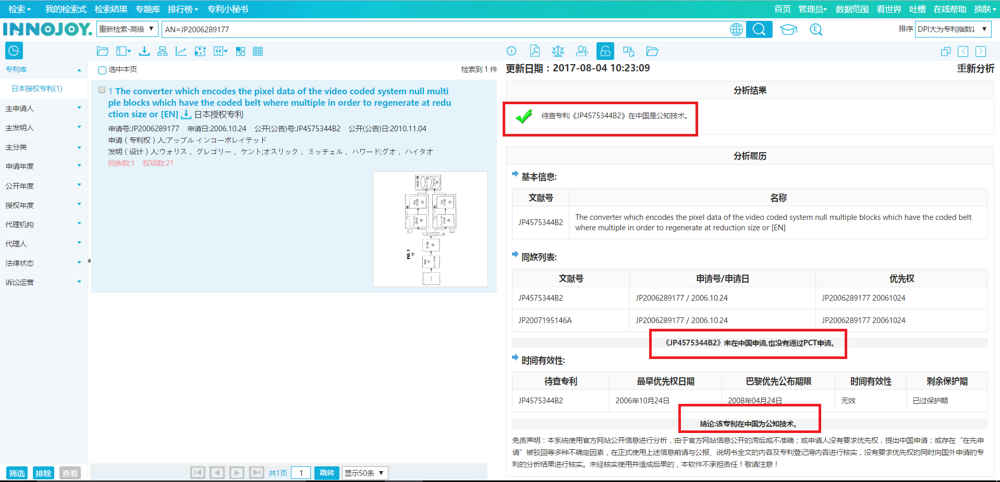 检索 我的检索式 检索结果 专题库 排行榜 专利小秘书 首页 管理员 数据范围 看世界 吐槽 在线帮助 换肤
INNOJOY. 重新检索-高级 ▼ AN=JP2006289177 排序 DPI大为专利指数↓ ▼
专利库
日本授权专利(1)
主申请人
主发明人
主分类
申请年度
公开年度
授权年度
代理机构
代理人
法律状态
诉讼运营
筛选 排除 查看
选中本页 检索到 1 件
1 The converter which encodes the pixel data of the video coded system null multi
ple blocks which have the coded belt where multiple in order to regenerate at redu
ction size or [EN] 日本授权专利
申请号:JP2006289177 申请日:2006.10.24 公开(公告)号:JP4575344B2 公开(公告)日:2010.11.04
申请（专利权）人:アップル インコーポレイテッド
发明（设计）人:ウォリス， グレゴリー， ケント;オスリック， ミッチェル， ハワード;グオ， ハイタオ
同族数:1 权项数:21
FIG. 1
共1页 1 跳转 显示50条 ▼
更新日期：2017-08-04 10:23:09 重新分析
分析结果
待查专利《JP4575344B2》在中国是公知技术。
分析履历
基本信息:
文献号 名称
JP4575344B2 The converter which encodes the pixel data of the video coded system null multiple blocks which have the coded belt
where multiple in order to regenerate at reduction size or [EN]
同族列表:
文献号 申请号/申请日 优先权
JP4575344B2 JP2006289177 / 2006.10.24 JP2006289177 20061024
JP2007195146A JP2006289177 / 2006.10.24 JP2006289177 20061024
《JP4575344B2》未在中国申请,也没有通过PCT申请。
时间有效性:
待查专利 最早优先权日期 巴黎优先公布期限 时间有效性 剩余保护期
JP4575344B2 2006年10月24日 2008年04月24日 无效 已过保护期
结论:该专利在中国为公知技术。
免责声明：本系统使用官方网站公开信息进行分析，由于官方网站信息公开的滞后或不准确；或申请人没有要求优先权，提出中国申请；或存在“在先申
请”被驳回等多种不确定因素，在正式使用上述信息前请与公报、说明书全文的内容及专利登记薄内容进行核实，没有要求优先权的同时向国外申请的专
利的分析结果进行核实。未经核实使用并造成后果的，本软件不承担责任！敬请注意！